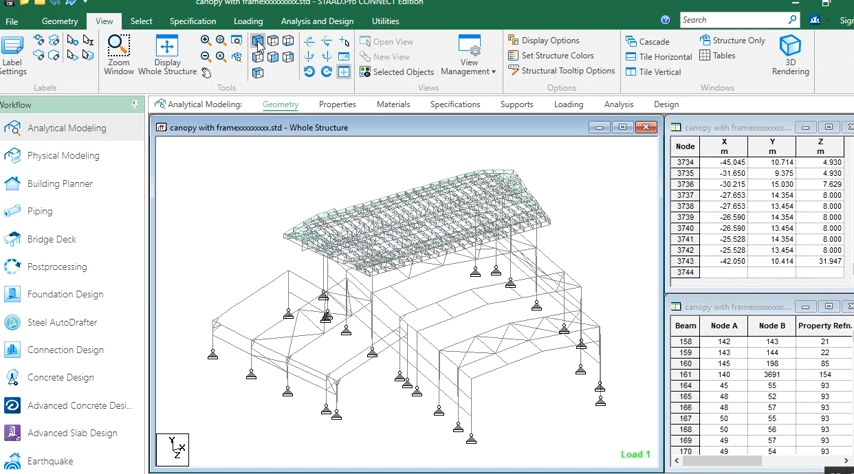 canopy with framexxxxxxxx.std - STAAD.Pro CONNECT Edition
File Geometry View Select Specification Loading Analysis and Design Utilities ? Search Sign
Label
Settings
Labels
Zoom
Window
Display
Whole Structure
Tools
Open View
New View
Selected Objects
Views
View
Management
Display Options
Set Structure Colors
Structural Tooltip Options
Options
Cascade
Tile Horizontal
Tile Vertical
Structure Only
Tables
Windows
3D
Rendering
Workflow
Analytical Modeling: Geometry Properties Materials Specifications Supports Loading Analysis Design
Analytical Modeling
Physical Modeling
Building Planner
Piping
Bridge Deck
Postprocessing
Foundation Design
Steel AutoDrafter
Connection Design
Concrete Design
Advanced Concrete Desi...
Advanced Slab Design
Earthquake
canopy with framexxxxxxxx.std - Whole Structure
Y
X
Z
Load 1
canopy with framexxxxxxxx....
Node X Y Z
m m m
3734 -45.045 10.714 4.930
3735 -31.650 9.375 4.930
3736 -30.215 15.030 7.629
3737 -27.653 14.354 8.000
3738 -27.653 13.454 8.000
3739 -26.590 14.354 8.000
3740 -26.590 13.454 8.000
3741 -25.528 14.354 8.000
3742 -25.528 13.454 8.000
3743 -42.050 10.414 31.947
3744
canopy with framexxxxxxxx....
Beam Node A Node B Property Refn.
158 142 143 21
159 143 144 22
160 145 198 85
161 140 3691 154
164 45 55 93
165 48 52 93
166 48 57 93
167 50 55 93
168 50 56 93
169 49 57 93
170 49 54 93